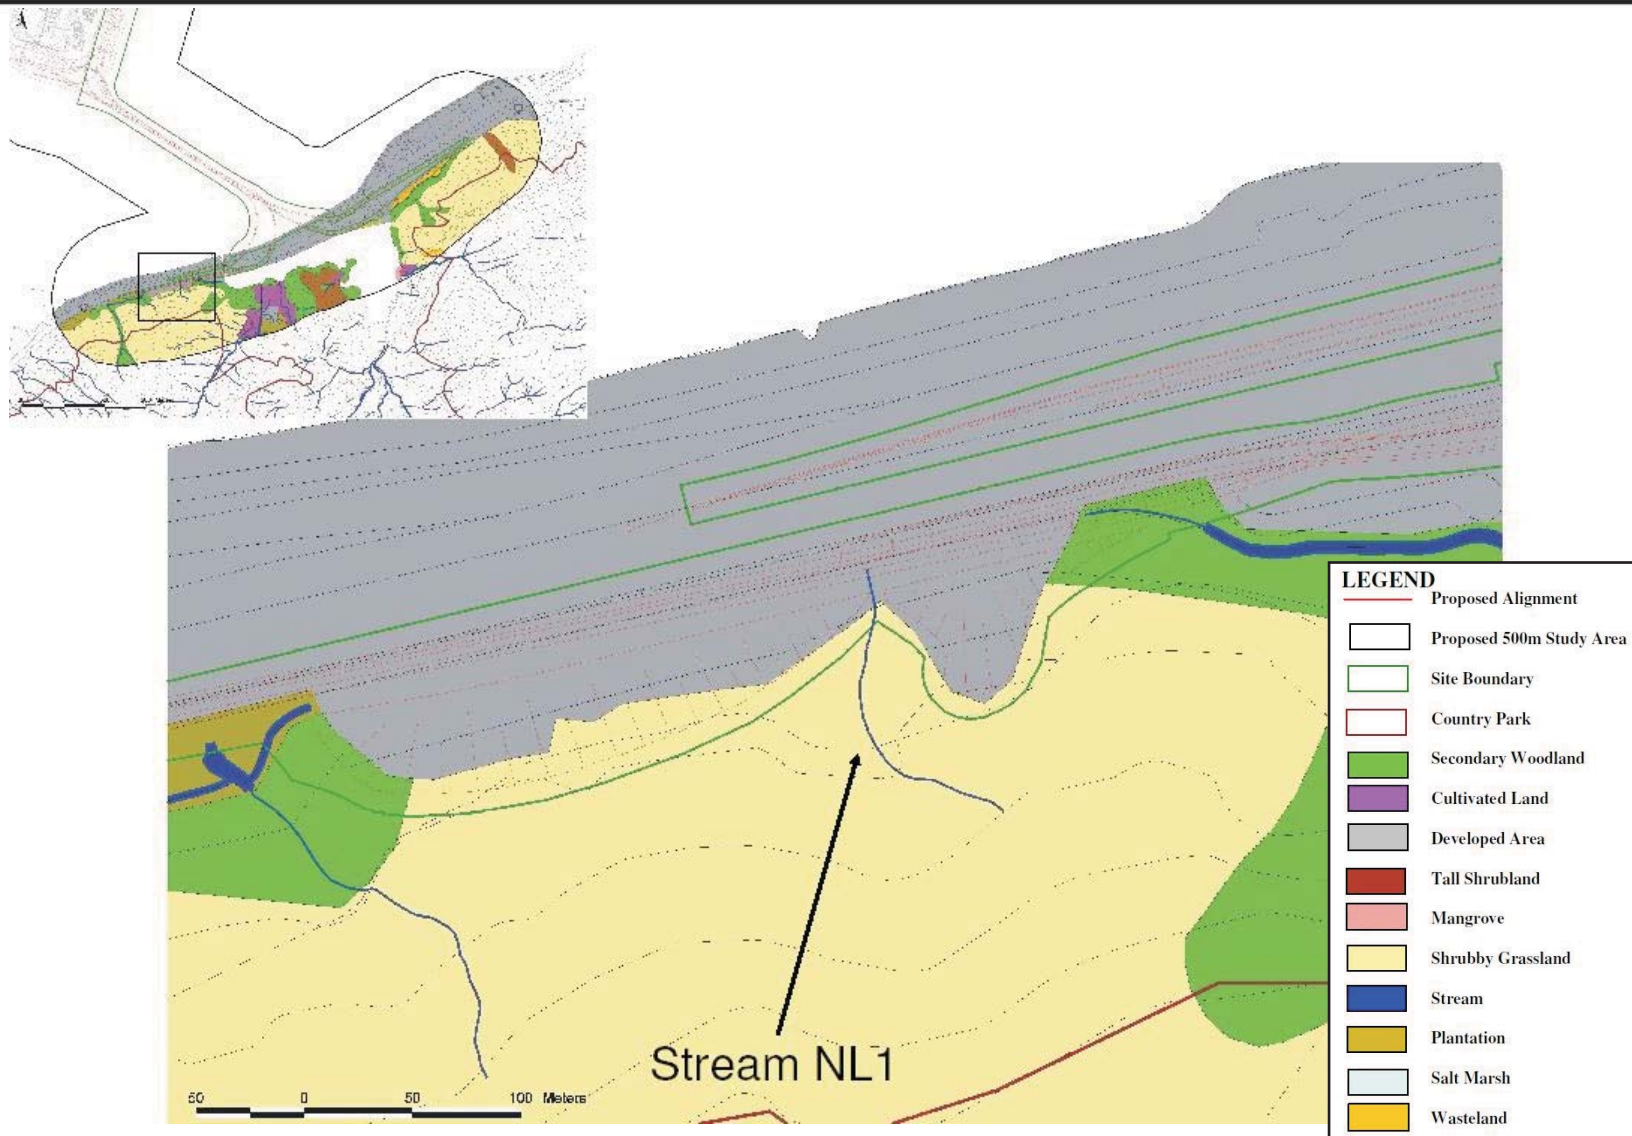 LEGEND
Proposed Alignment
Proposed 500m Study Area
Site Boundary
Country Park
Secondary Woodland
Cultivated Land
Developed Area
Tall Shrubland
Mangrove
Shrubby Grassland
Stream
Plantation
Salt Marsh
Wasteland
Stream NL1
50 0 50 100 Meters